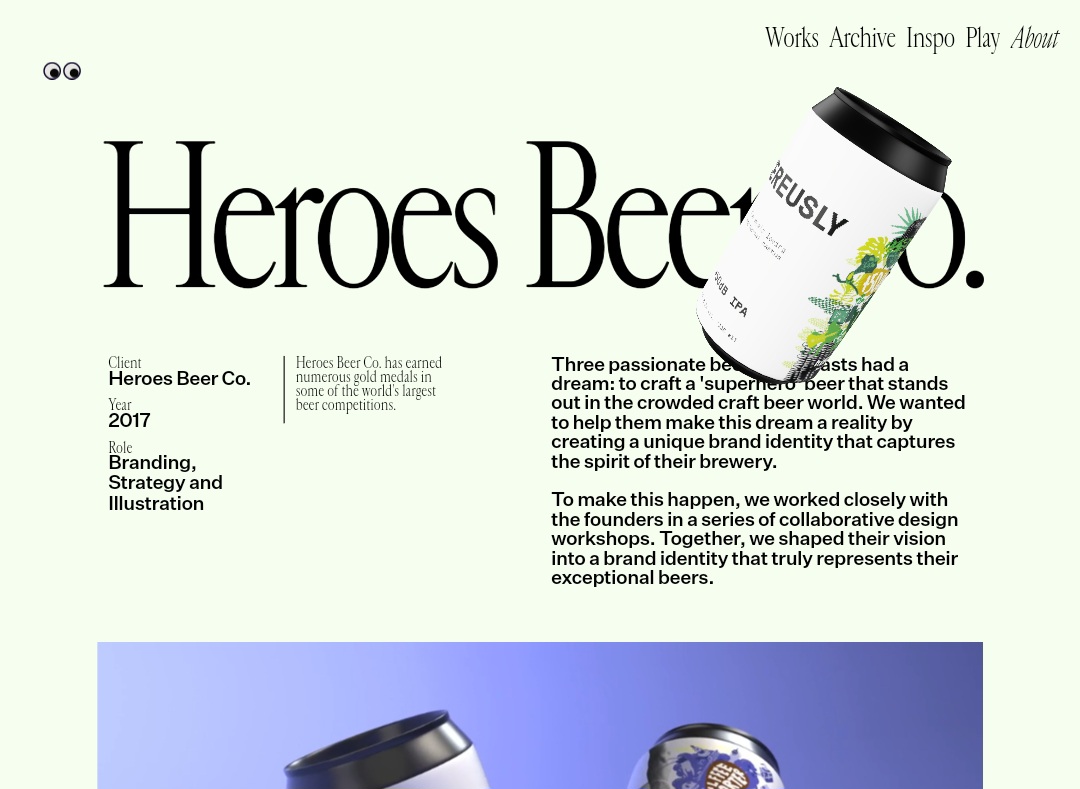 Works Archive Inspo Play About
Heroes Beer Co.
EREUSLY
IPA
Client
Heroes Beer Co.
Year
2017
Role
Branding,
Strategy and
Illustration
Heroes Beer Co. has earned
numerous gold medals in
some of the world's largest
beer competitions.
Three passionate asts had a
dream: to craft a 'superhero' beer that stands
out in the crowded craft beer world. We wanted
to help them make this dream a reality by
creating a unique brand identity that captures
the spirit of their brewery.
To make this happen, we worked closely with
the founders in a series of collaborative design
workshops. Together, we shaped their vision
into a brand identity that truly represents their
exceptional beers.